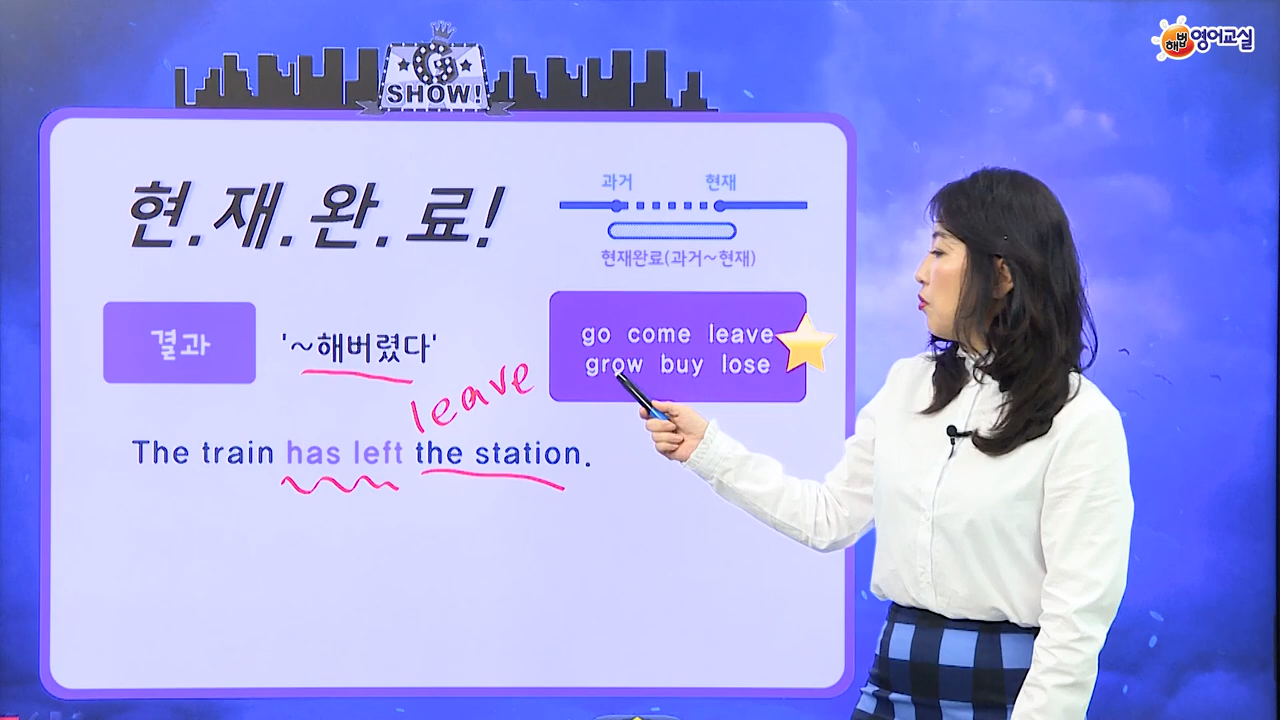 해법영어교실
G
SHOW!
현.재.완.료!
과거 현재
현재완료(과거~현재)
결과
'~해버렸다'
go come leave
grow buy lose
leave
The train has left the station.